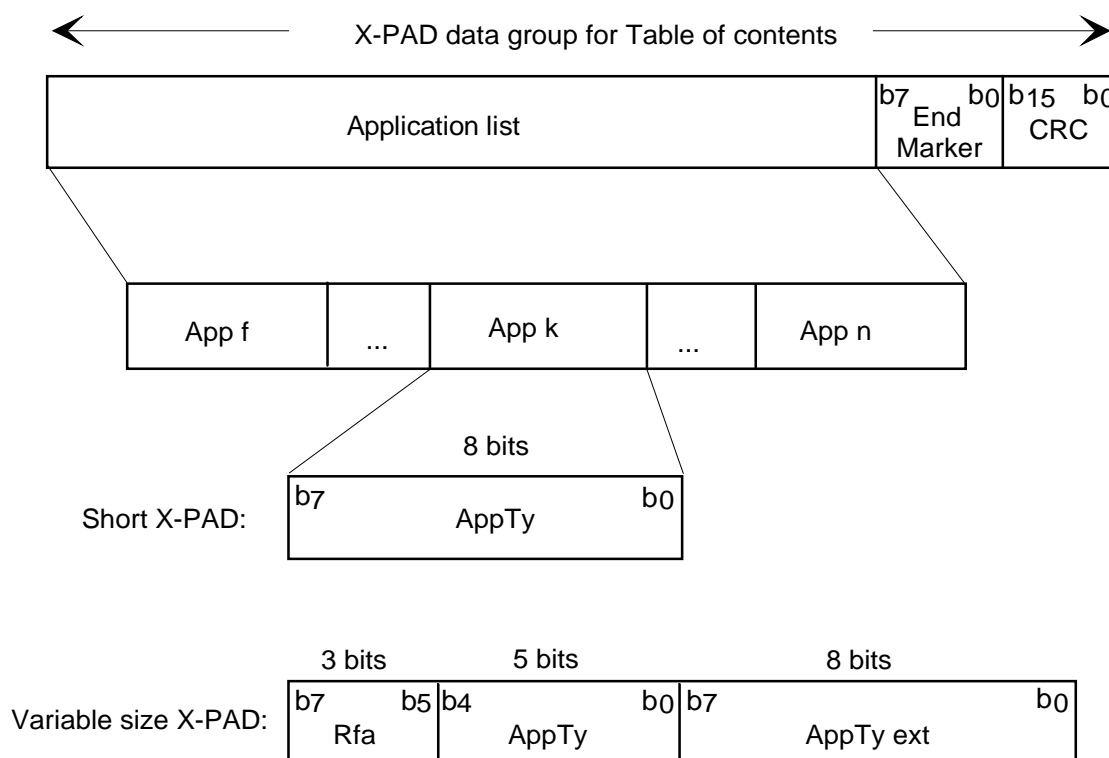 X-PAD data group for Table of contents
Application list
b7 b0 b15 b0
End Marker
CRC
App f ... App k ... App n
8 bits
Short X-PAD: b7 AppTy b0
3 bits 5 bits 8 bits
Variable size X-PAD: b7 b5 b4 b0 b7 b0
Rfa AppTy AppTy ext